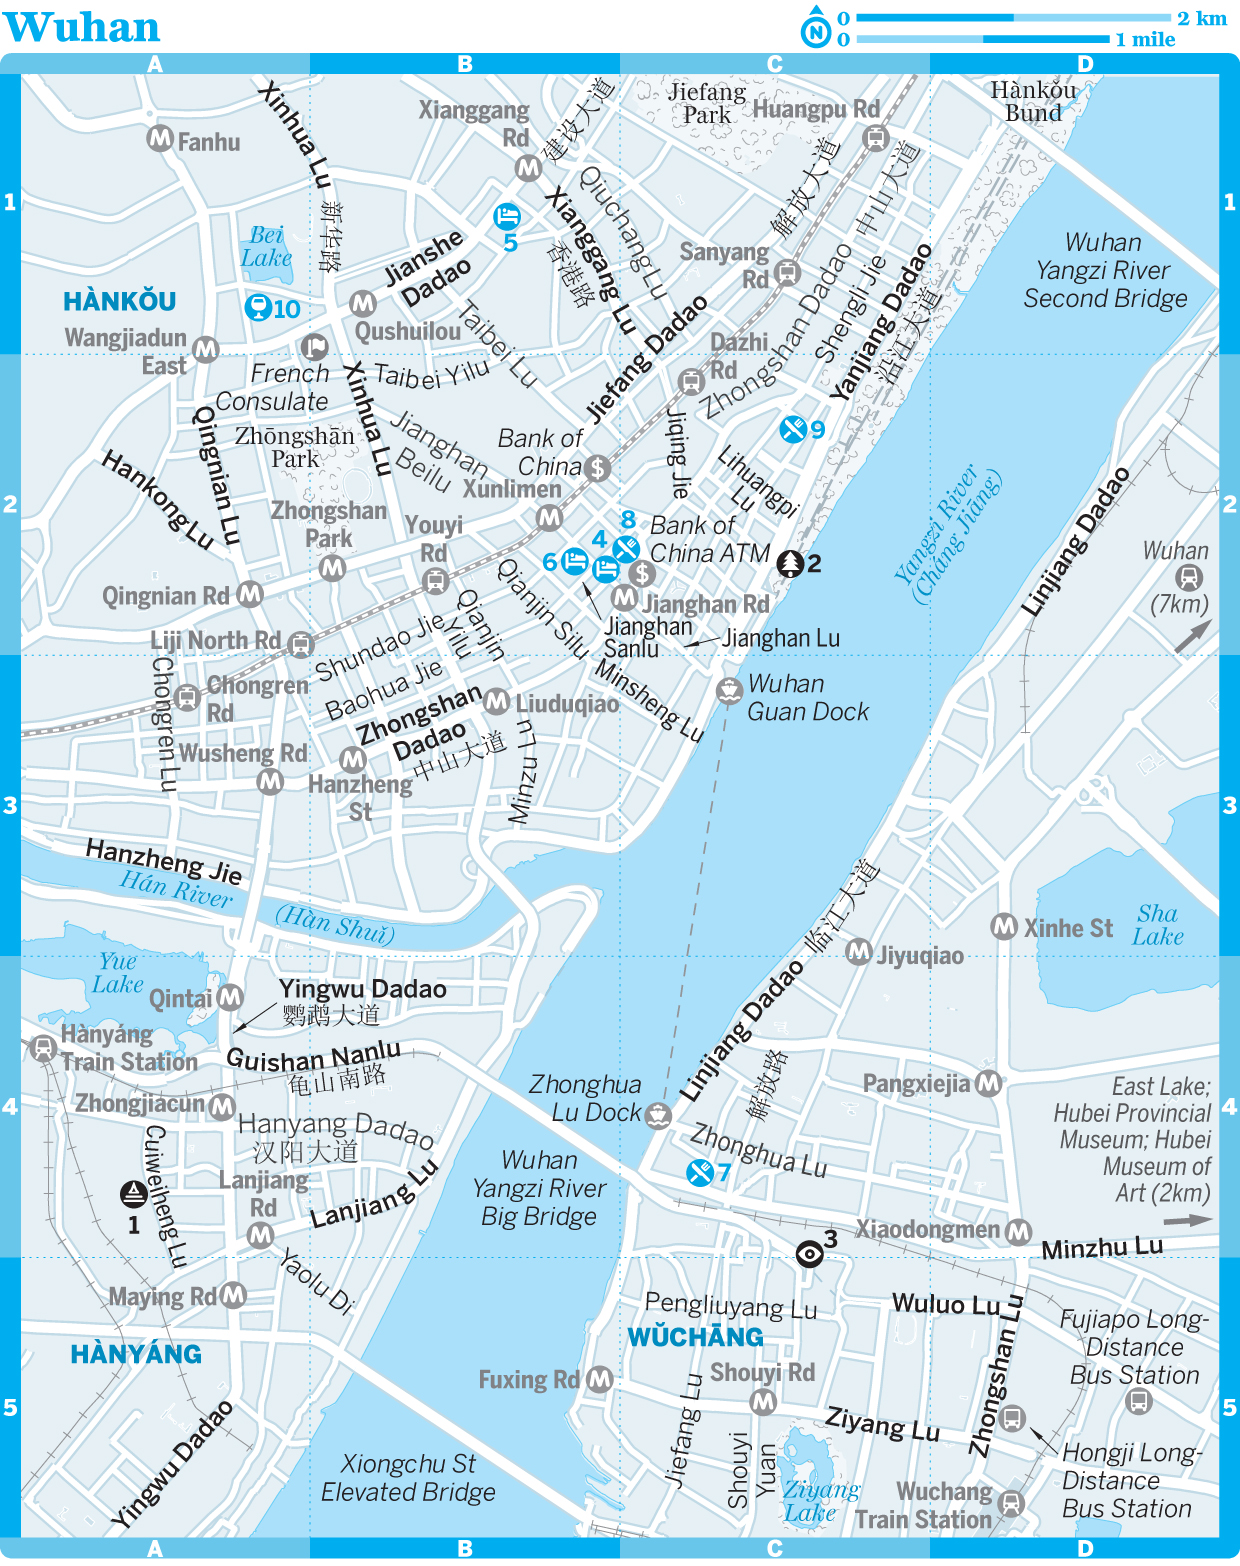 Wuhan
N
0
2 km
0
1 mile
A
B
C
D
1
1
Fanhu
Xinhua Lu
新华路
Xianggang
Rd
建设大道
Jiefang
Park
Huangpu Rd
Hànkǒu
Bund
解放大道
中山大道
Qiuchang Lu
Xianggang Lu
香港路
5
Bei
Lake
Jianshe
Dadao
Sanyang
Rd
Wuhan
Yangzi River
Second Bridge
HÀNKǑU
10
Qushuilou
Wangjiadun
East
Taibei Lu
Jiefang Dadao
Dazhi
Rd
Zhongshan Dadao
Shengli Jie
Yanjiang Dadao
沿江大道
French
Consulate
Taibei Yilu
Xinhua Lu
Zhōngshān
Park
Qingnian Lu
Hankong Lu
Jianghan
Beilu
Bank of
China
$
Xunlimen
Jiqing Jie
9
Lihuangpi
Lu
2
2
Zhongshan
Park
Youyi
Rd
8
4
6
Bank of
China ATM
$
2
Yangzi River
(Cháng Jiāng)
Linjiang Dadao
Wuhan
(7km)
Qingnian Rd
Jianghan Rd
Jianghan
Sanlu
Jianghan Lu
Liji North Rd
Qianjin Silu
Qianjin
Yilu
Shundao Jie
Baohua Jie
Minsheng Lu
Chongren
Rd
Chongren Lu
Zhongshan
Dadao
中山大道
Liuduqiao
Wuhan
Guan Dock
Wusheng Rd
Hanzheng
St
Minzu Lu
3
3
Hanzheng Jie
Hán River
(Hàn Shuǐ)
临江大道
Xinhe St
Sha
Lake
Jiyuqiao
Yue
Lake
Qintai
Yingwu Dadao
鹦鹉大道
Hànyáng
Train Station
Guishan Nanlu
龟山南路
Linjiang Dadao
解放路
Zhonghua
Lu Dock
Pangxiejia
East Lake;
Hubei Provincial
Museum; Hubei
Museum of
Art (2km)
4
4
Zhongjiacun
Hanyang Dadao
汉阳大道
Cuiweiheng Lu
Zhonghua Lu
7
Wuhan
Yangzi River
Big Bridge
Lanjiang
Rd
Lanjiang Lu
1
3
Xiaodongmen
Minzhu Lu
Yaolu Di
Maying Rd
Pengliuyang Lu
Wuluo Lu
WǓCHĀNG
HÀNYÁNG
Fujiapo Long-
Distance
Bus Station
Fuxing Rd
Shouyi Rd
Zhongshan Lu
5
5
Yingwu Dadao
Jiefang Lu
Ziyang Lu
Shouyi
Yuan
Ziyang
Lake
Hongji Long-
Distance
Bus Station
Xiongchu St
Elevated Bridge
Wuchang
Train Station
A
B
C
D